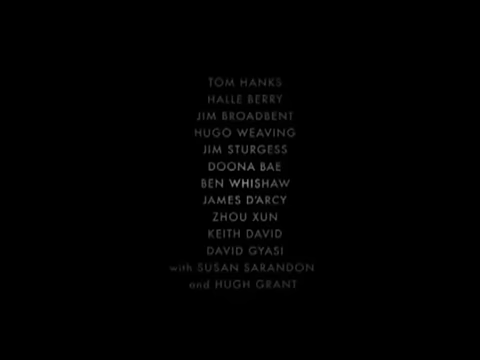 TOM HANKS
HALLE BERRY
JIM BROADBENT
HUGO WEAVING
JIM STURGESS
DOONA BAE
BEN WHISHAW
JAMES D'ARCY
ZHOU XUN
KEITH DAVID
DAVID GYASI
with SUSAN SARANDON
and HUGH GRANT